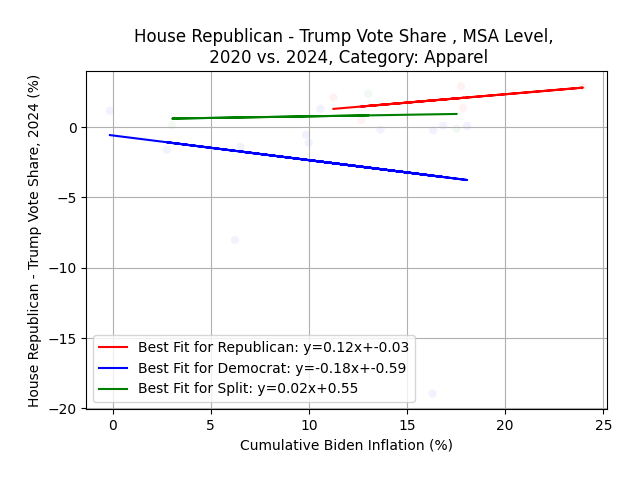 House Republican - Trump Vote Share , MSA Level,
2020 vs. 2024, Category: Apparel
House Republican - Trump Vote Share, 2024 (%)
0
−5
−10
−15
−20
Best Fit for Republican: y=0.12x+-0.03
Best Fit for Democrat: y=-0.18x+-0.59
Best Fit for Split: y=0.02x+0.55
0 5 10 15 20 25
Cumulative Biden Inflation (%)